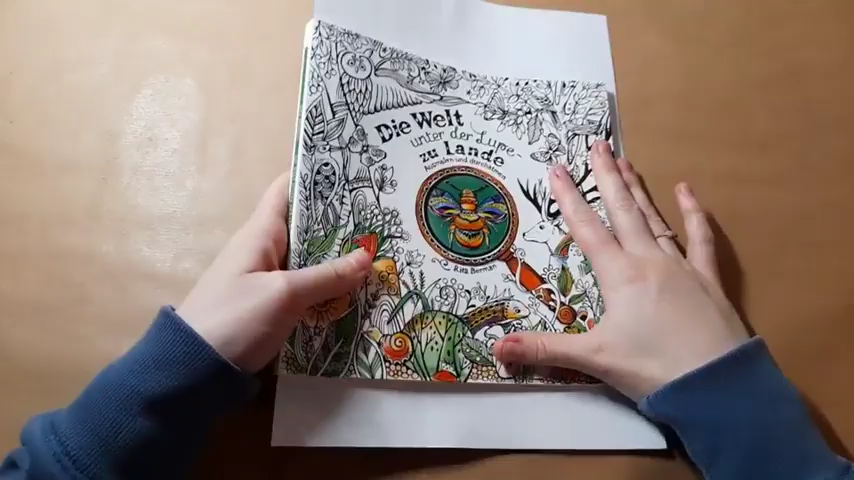 Die Welt
unter der Lupe-
zu Lande
Ausmalen und durchatmen
Rita Berman